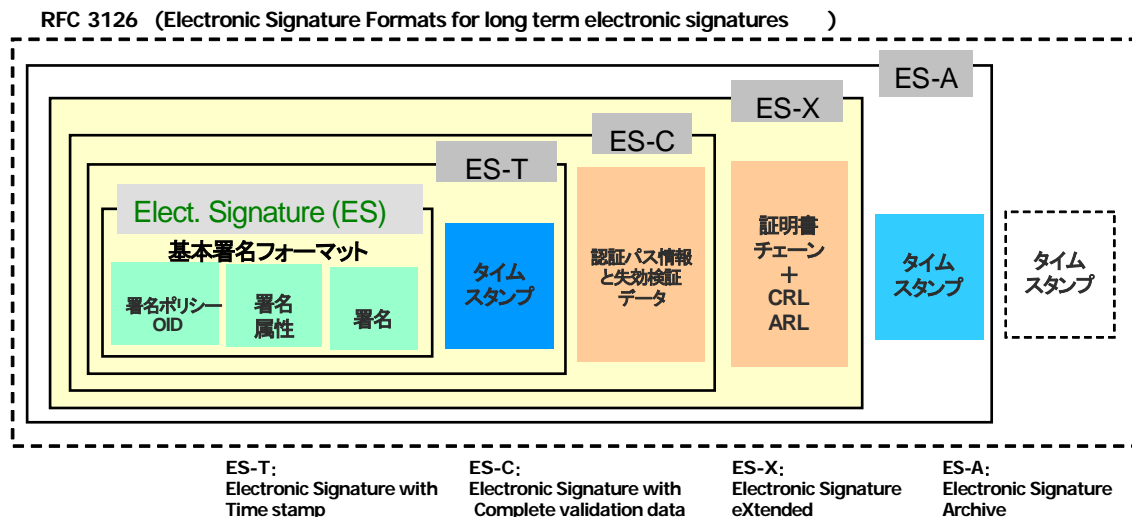 RFC 3126 (Electronic Signature Formats for long term electronic signatures )
ES-A
ES-X
ES-C
ES-T
Elect. Signature (ES)
基本署名フォーマット
署名ポリシー
OID
署名
属性
署名
タイム
スタンプ
認証パス情報
と失効検証
データ
証明書
チェーン
＋
CRL
ARL
タイム
スタンプ
タイム
スタンプ
ES-T:
Electronic Signature with
Time stamp
ES-C:
Electronic Signature with
Complete validation data
ES-X:
Electronic Signature
eXtended
ES-A:
Electronic Signature
Archive